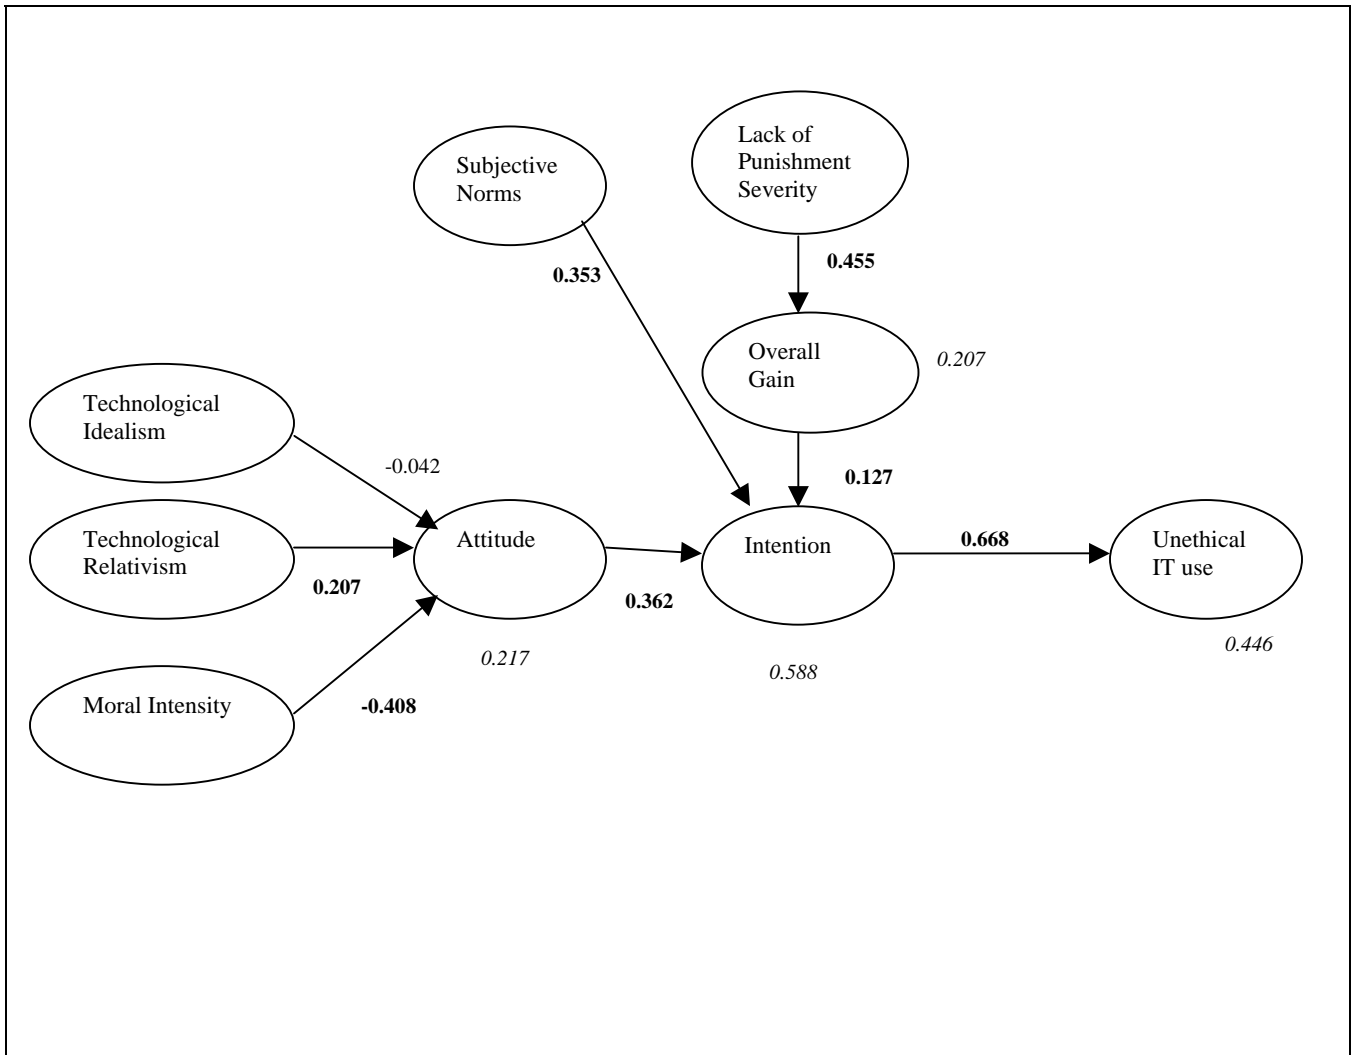 Lack of
Punishment
Severity
Subjective
Norms
0.455
0.353
Overall
Gain
0.207
Technological
Idealism
-0.042
0.127
Technological
Relativism
Attitude
Intention
0.668
Unethical
IT use
0.207
0.362
0.217
0.588
0.446
Moral Intensity
-0.408